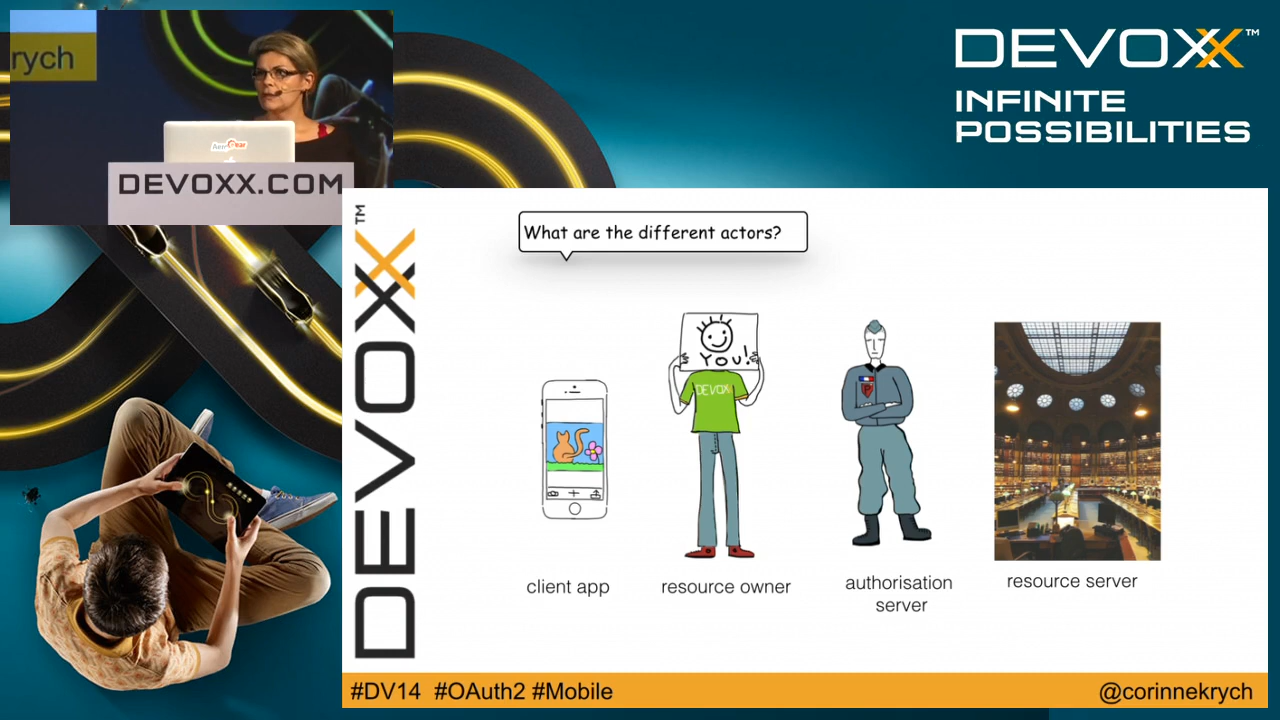 rych
AeroGear
DEVOXX.COM
DEVOXX™
INFINITE
POSSIBILITIES
DEVOXX™
What are the different actors?
YOU!
DEVOX
P
client app
resource owner
authorisation
server
resource server
#DV14 #OAuth2 #Mobile
@corinnekrych